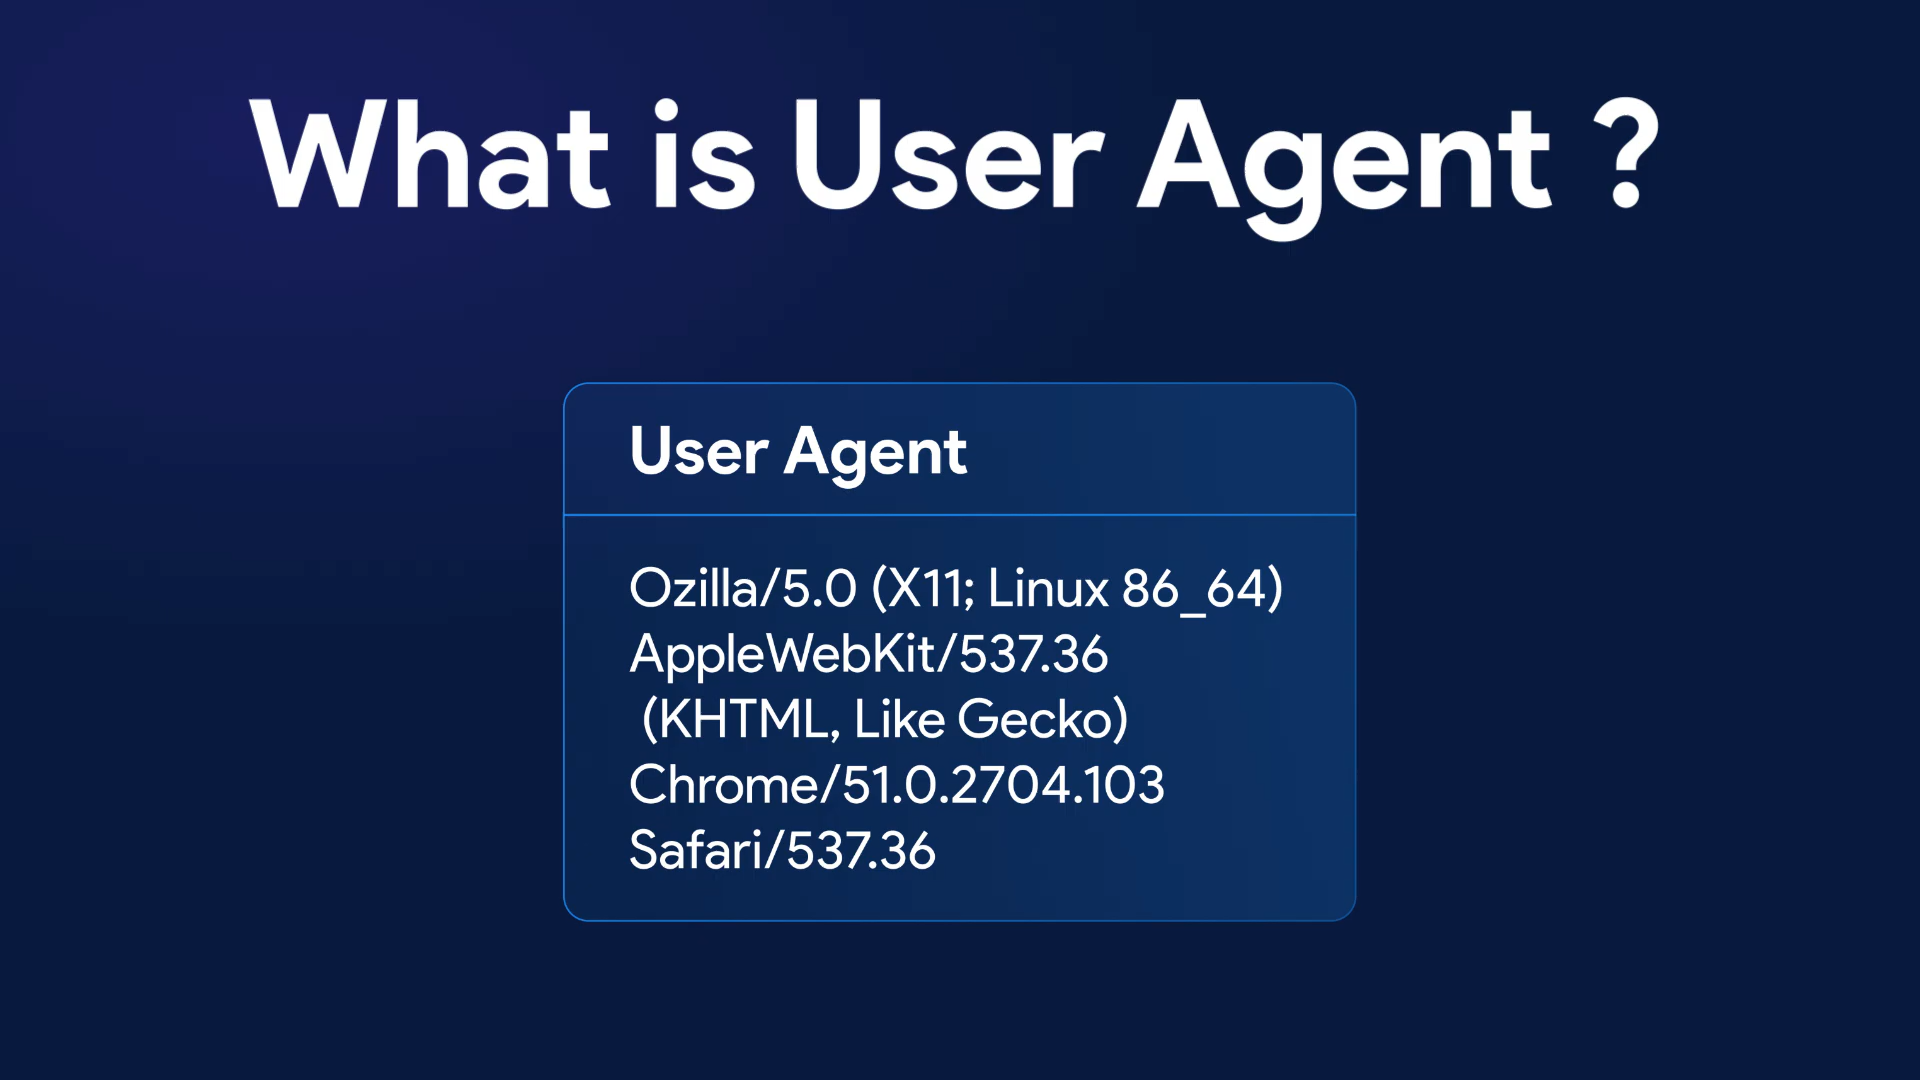 What is User Agent ?
User Agent
Ozilla/5.0 (X11; Linux 86_64)
AppleWebKit/537.36
(KHTML, Like Gecko)
Chrome/51.0.2704.103
Safari/537.36